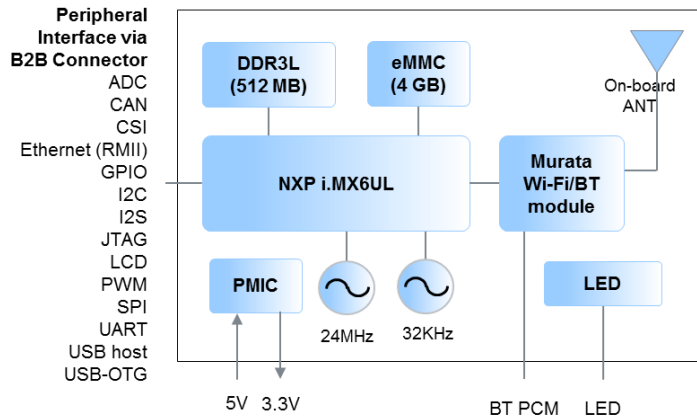 Peripheral
Interface via
B2B Connector
ADC
CAN
CSI
Ethernet (RMII)
GPIO
I2C
I2S
JTAG
LCD
PWM
SPI
UART
USB host
USB-OTG
DDR3L
(512 MB)
eMMC
(4 GB)
On-board
ANT
NXP i.MX6UL
Murata
Wi-Fi/BT
module
PMIC
24MHz
32KHz
LED
5V
3.3V
BT PCM
LED